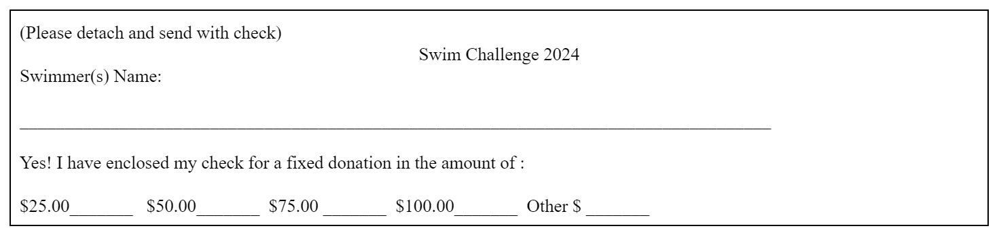 (Please detach and send with check)
Swim Challenge 2024
Swimmer(s) Name:
___________________________________________________________________________________
Yes! I have enclosed my check for a fixed donation in the amount of :
$25.00_______ $50.00_______ $75.00 _______ $100.00_______ Other $ _______